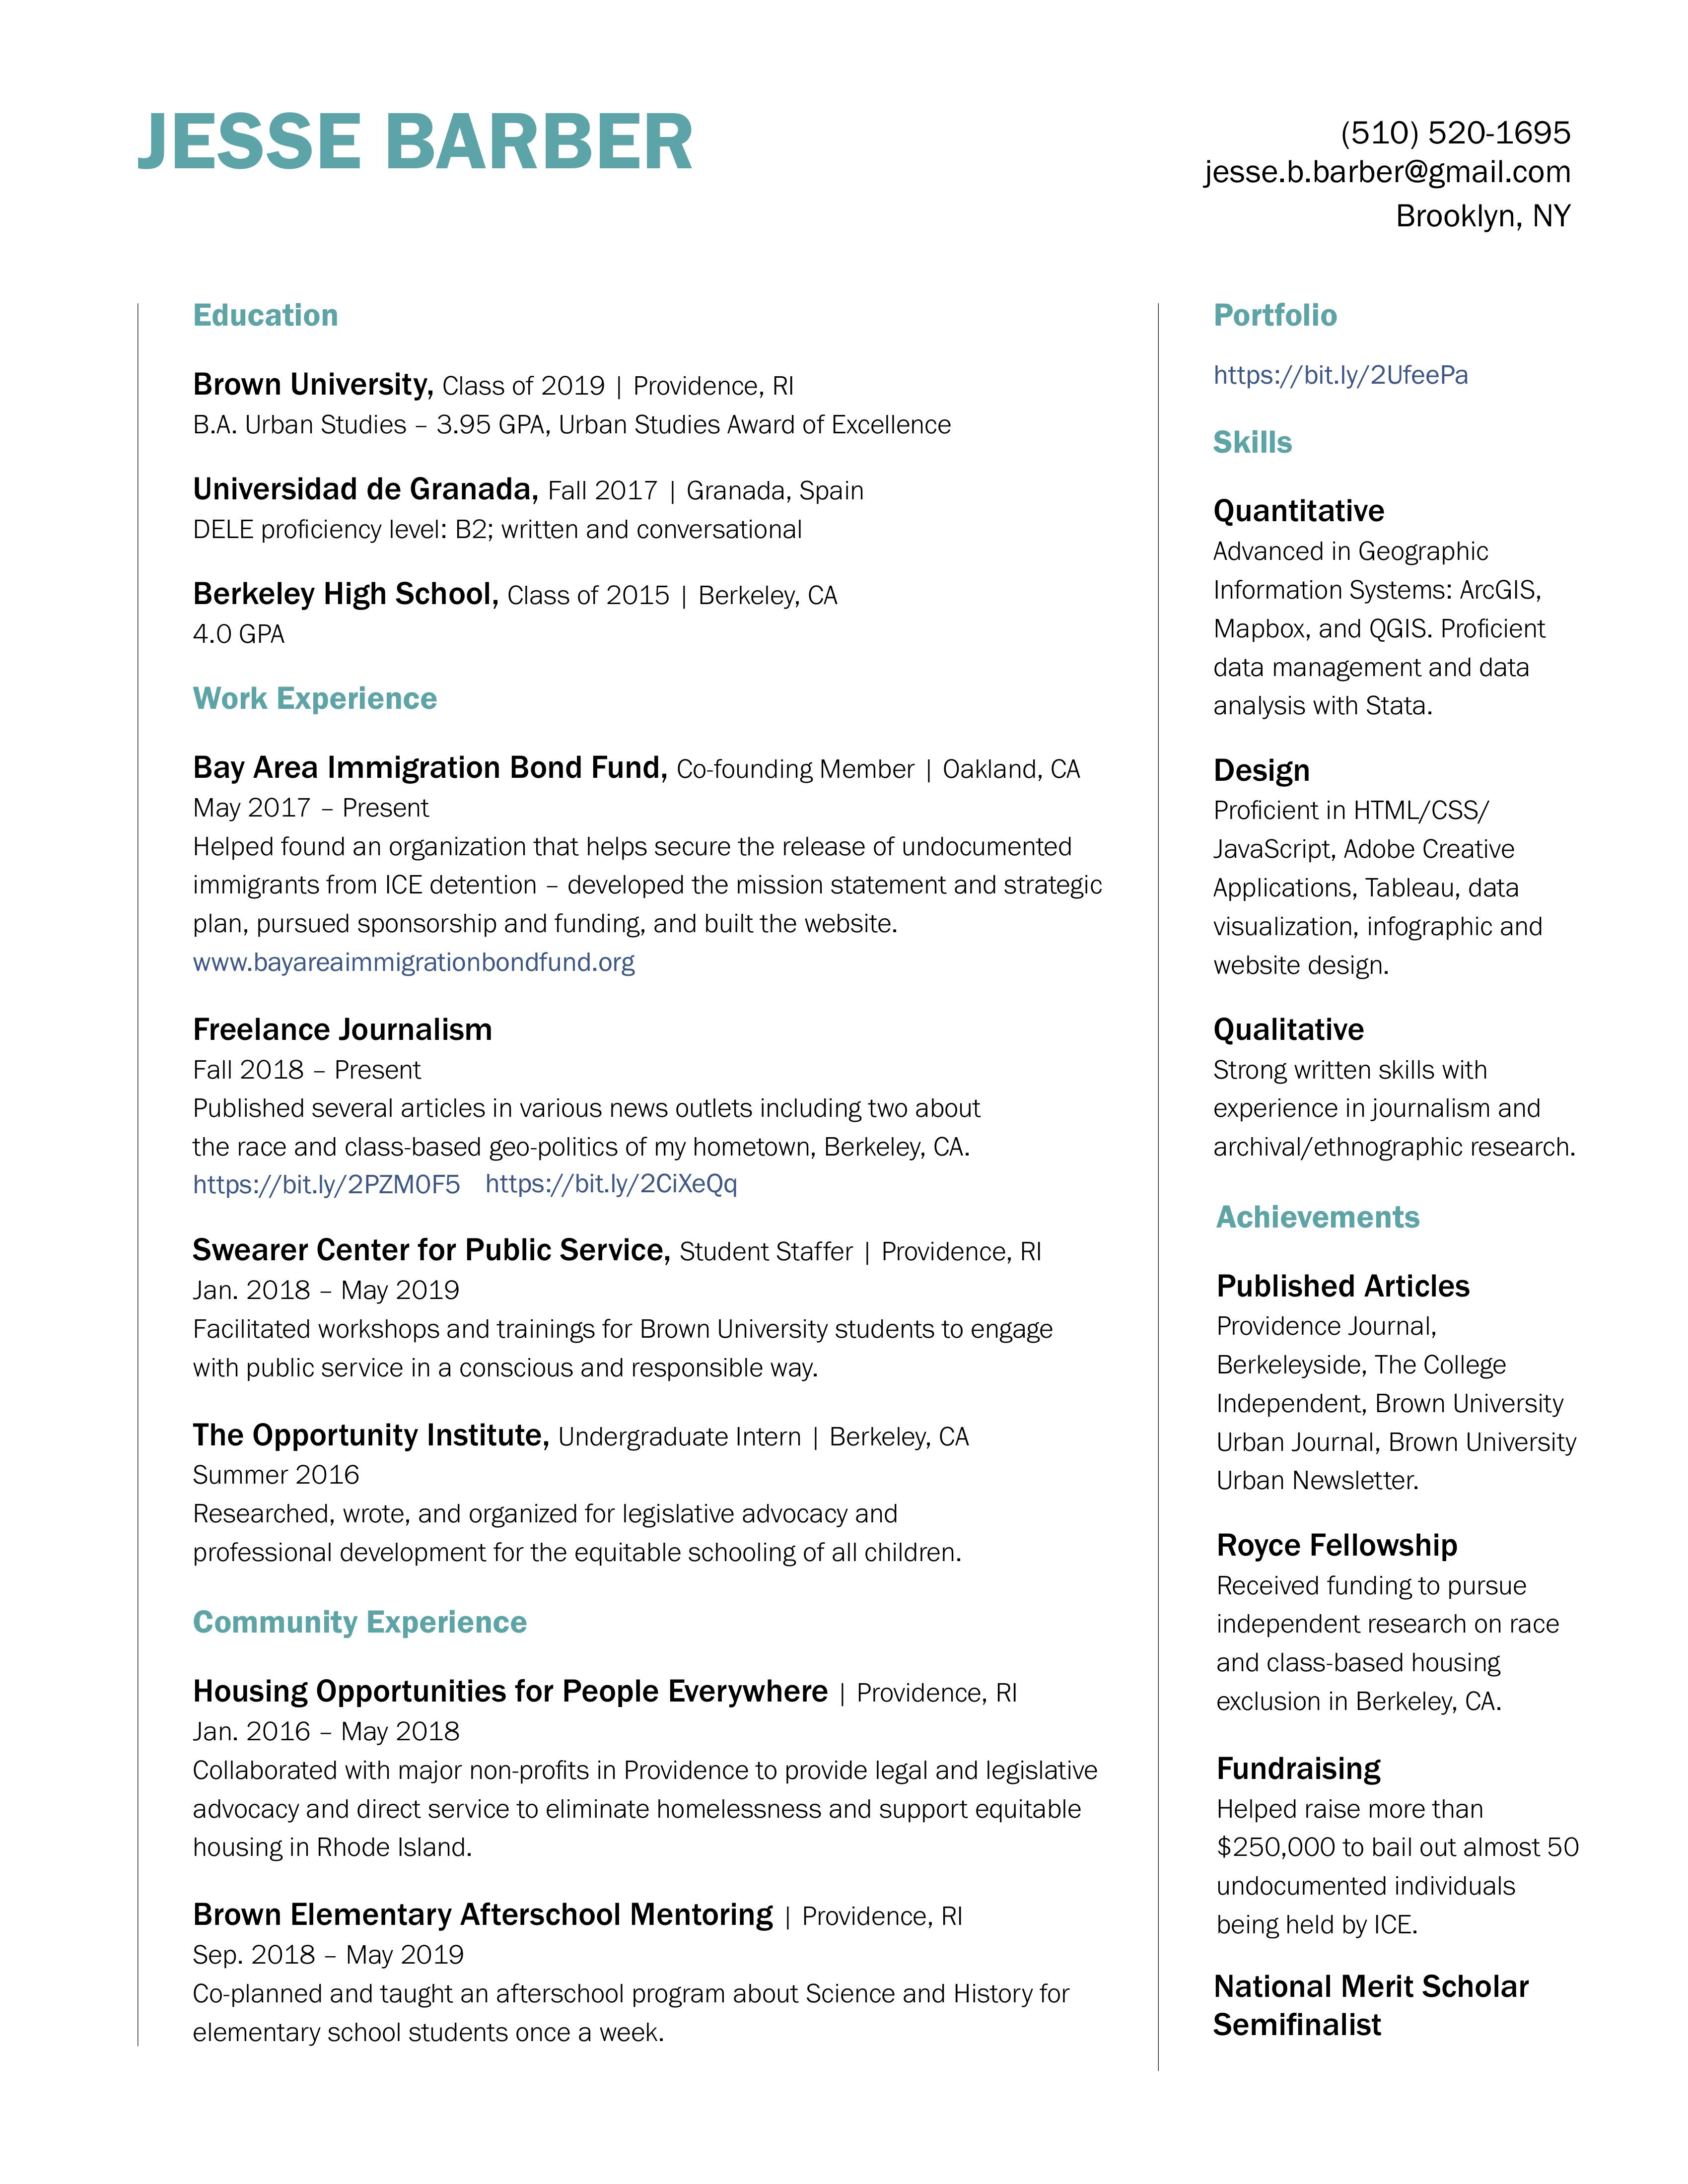 JESSE BARBER
(510) 520-1695
jesse.b.barber@gmail.com
Brooklyn, NY
Education
Brown University, Class of 2019 | Providence, RI
B.A. Urban Studies – 3.95 GPA, Urban Studies Award of Excellence
Universidad de Granada, Fall 2017 | Granada, Spain
DELE proficiency level: B2; written and conversational
Berkeley High School, Class of 2015 | Berkeley, CA
4.0 GPA
Work Experience
Bay Area Immigration Bond Fund, Co-founding Member | Oakland, CA
May 2017 – Present
Helped found an organization that helps secure the release of undocumented
immigrants from ICE detention – developed the mission statement and strategic
plan, pursued sponsorship and funding, and built the website.
www.bayareaimmigrationbondfund.org
Freelance Journalism
Fall 2018 – Present
Published several articles in various news outlets including two about
the race and class-based geo-politics of my hometown, Berkeley, CA.
https://bit.ly/2PZM0F5 https://bit.ly/2CiXeQq
Swearer Center for Public Service, Student Staffer | Providence, RI
Jan. 2018 – May 2019
Facilitated workshops and trainings for Brown University students to engage
with public service in a conscious and responsible way.
The Opportunity Institute, Undergraduate Intern | Berkeley, CA
Summer 2016
Researched, wrote, and organized for legislative advocacy and
professional development for the equitable schooling of all children.
Community Experience
Housing Opportunities for People Everywhere | Providence, RI
Jan. 2016 – May 2018
Collaborated with major non-profits in Providence to provide legal and legislative
advocacy and direct service to eliminate homelessness and support equitable
housing in Rhode Island.
Brown Elementary Afterschool Mentoring | Providence, RI
Sep. 2018 – May 2019
Co-planned and taught an afterschool program about Science and History for
elementary school students once a week.
Portfolio
https://bit.ly/2UfeePa
Skills
Quantitative
Advanced in Geographic
Information Systems: ArcGIS,
Mapbox, and QGIS. Proficient
data management and data
analysis with Stata.
Design
Proficient in HTML/CSS/
JavaScript, Adobe Creative
Applications, Tableau, data
visualization, infographic and
website design.
Qualitative
Strong written skills with
experience in journalism and
archival/ethnographic research.
Achievements
Published Articles
Providence Journal,
Berkeleyside, The College
Independent, Brown University
Urban Journal, Brown University
Urban Newsletter.
Royce Fellowship
Received funding to pursue
independent research on race
and class-based housing
exclusion in Berkeley, CA.
Fundraising
Helped raise more than
$250,000 to bail out almost 50
undocumented individuals
being held by ICE.
National Merit Scholar
Semifinalist